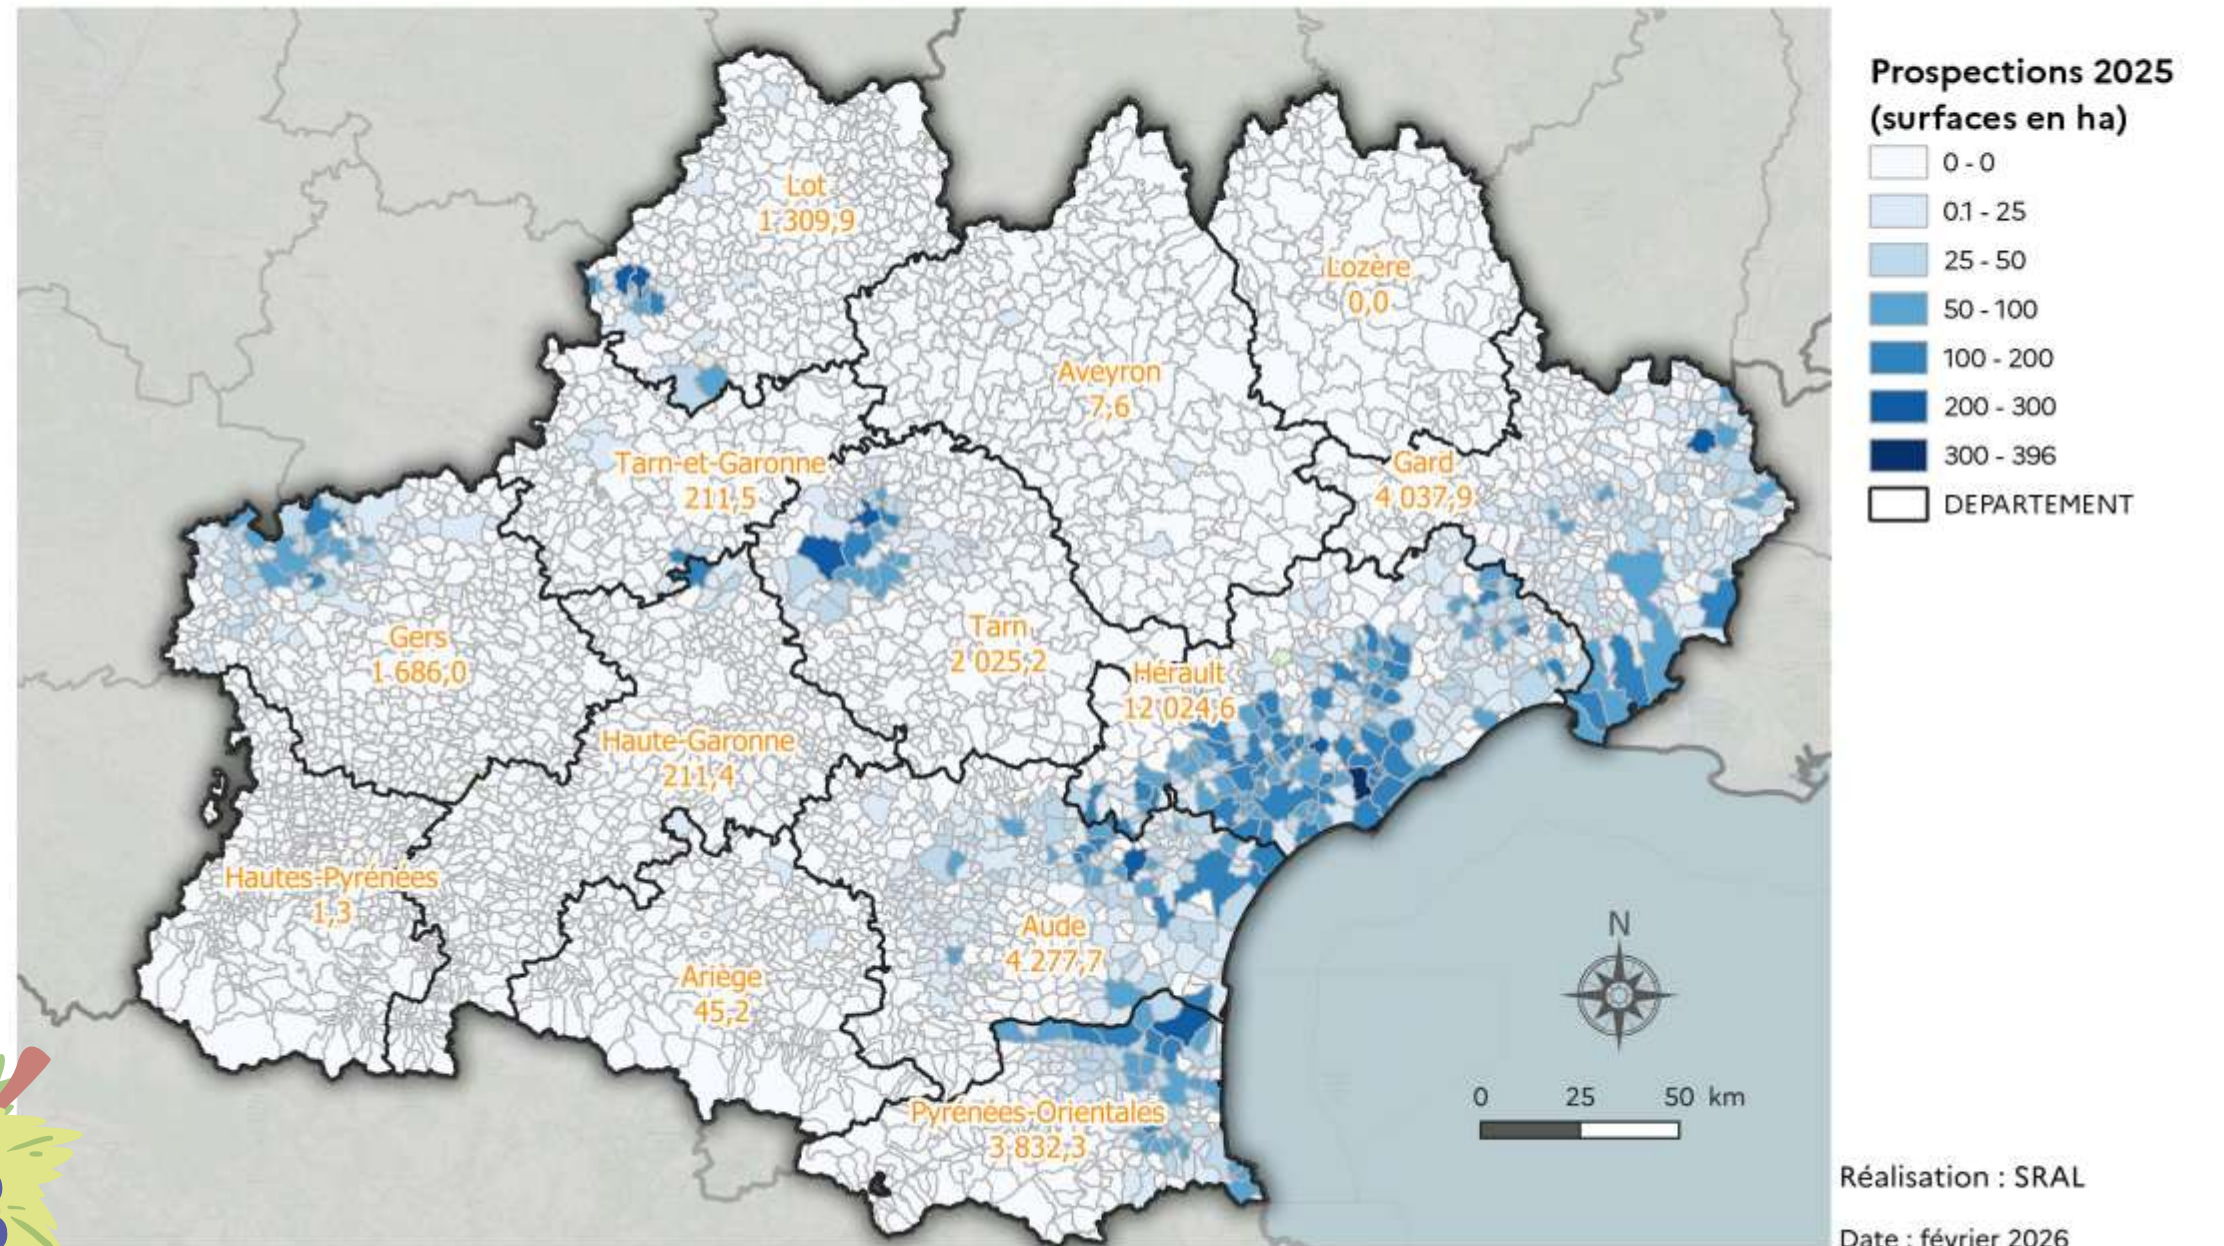 Prospections 2025
(surfaces en ha)
0 - 0
0.1 - 25
25 - 50
50 - 100
100 - 200
200 - 300
300 - 396
DEPARTEMENT
Lot
1 309,9
Lozère
0,0
Aveyron
7,6
Tarn-et-Garonne
211,5
Gard
4 037,9
Gers
1 686,0
Tarn
2 025,2
Hérault
12 024,6
Haute-Garonne
211,4
Hautes-Pyrénées
1,3
Aude
4 277,7
Ariège
45,2
Pyrénées-Orientales
3 832,3
N
0 25 50 km
Réalisation : SRAL
Date : février 2026